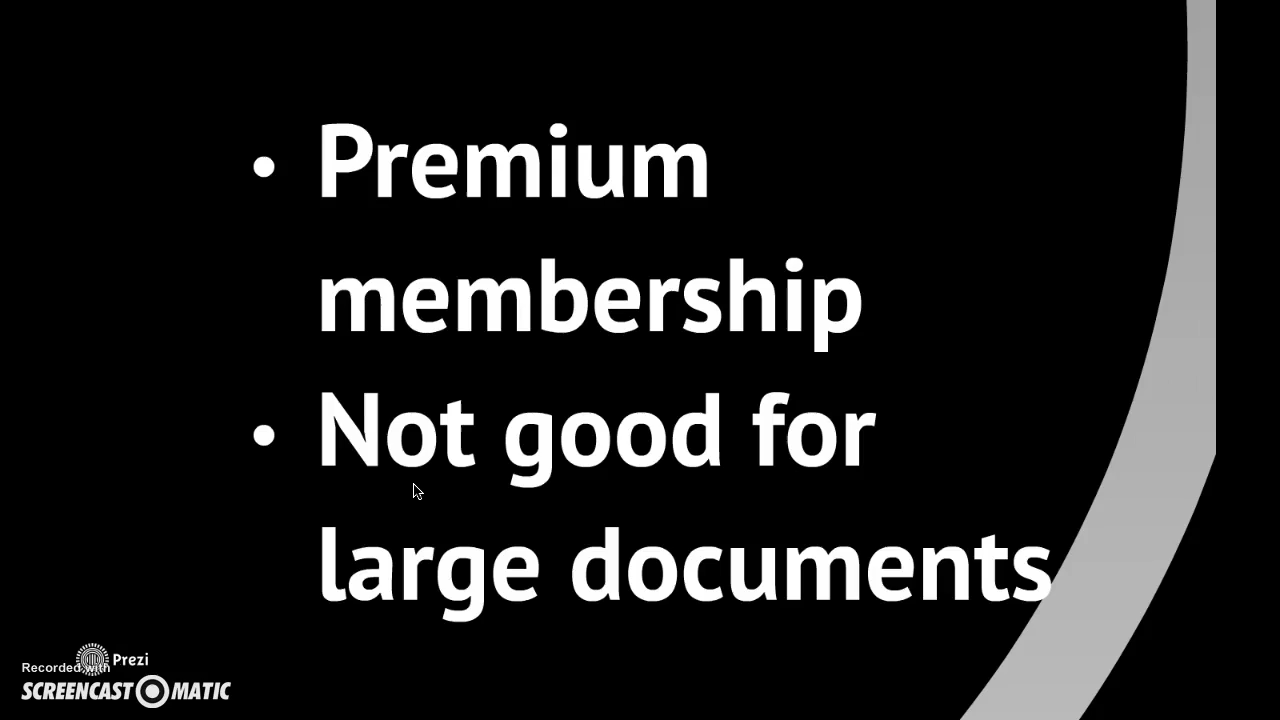 • Premium
membership
• Not good for
large documents
Prezi
Recorded with
SCREENCAST MATIC